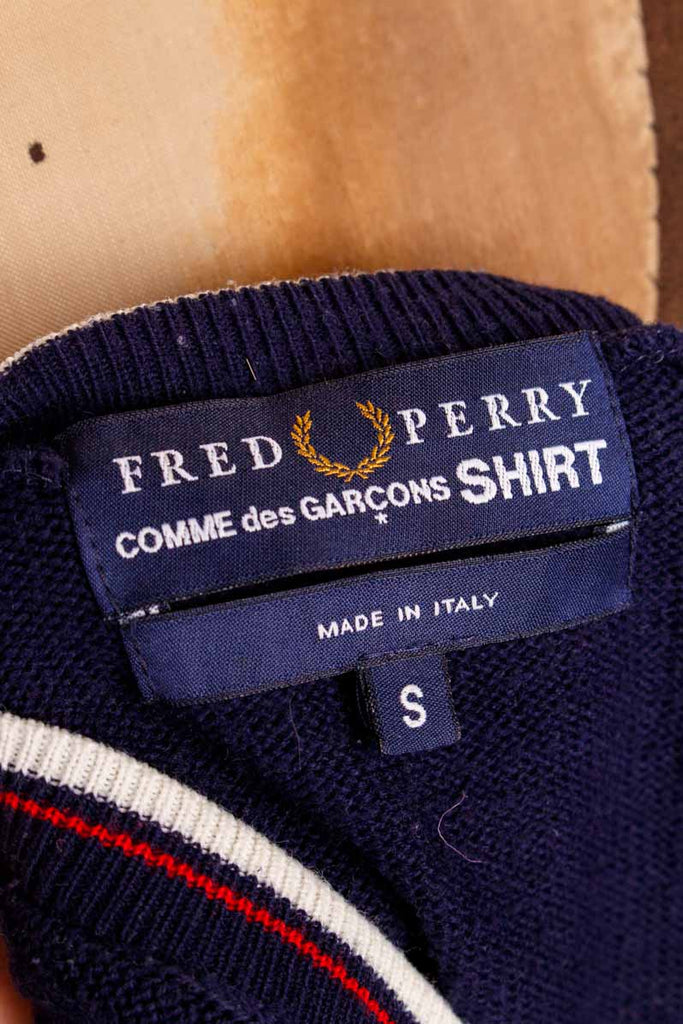 FRED PERRY
COMME des GARÇONS SHIRT
*
MADE IN ITALY
S